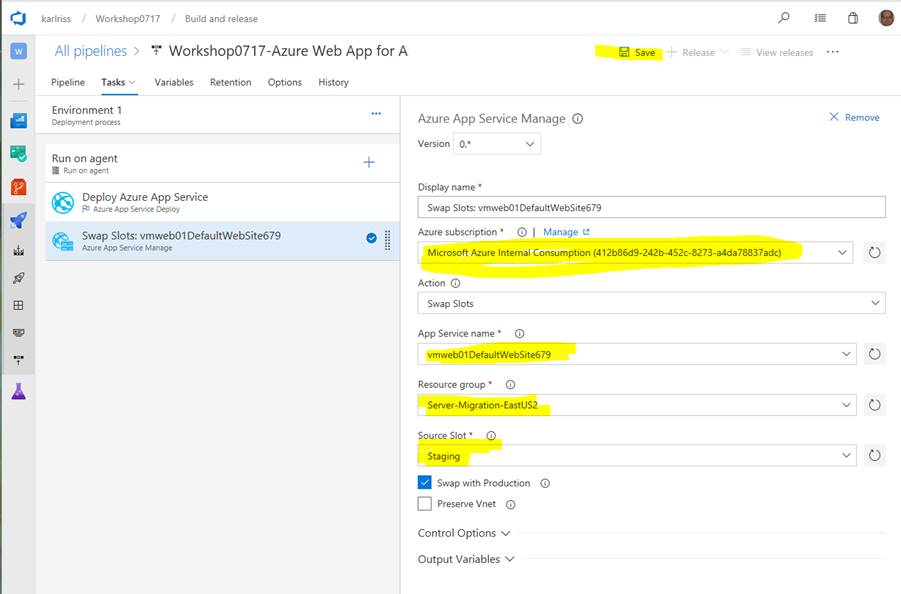 karlriss / Workshop0717 / Build and release
W
All pipelines > Workshop0717-Azure Web App for A
Save + Release View releases ...
Pipeline Tasks Variables Retention Options History
Environment 1
Deployment process
Run on agent
Run on agent
Deploy Azure App Service
Azure App Service Deploy
Swap Slots: vmweb01DefaultWebSite679
Azure App Service Manage
Azure App Service Manage
Remove
Version 0.*
Display name *
Swap Slots: vmweb01DefaultWebSite679
Azure subscription * | Manage
Microsoft Azure Internal Consumption (412b86d9-242b-452c-8273-a4da78837adc)
Action
Swap Slots
App Service name *
vmweb01DefaultWebSite679
Resource group *
Server-Migration-EastUS2
Source Slot *
Staging
Swap with Production
Preserve Vnet
Control Options
Output Variables